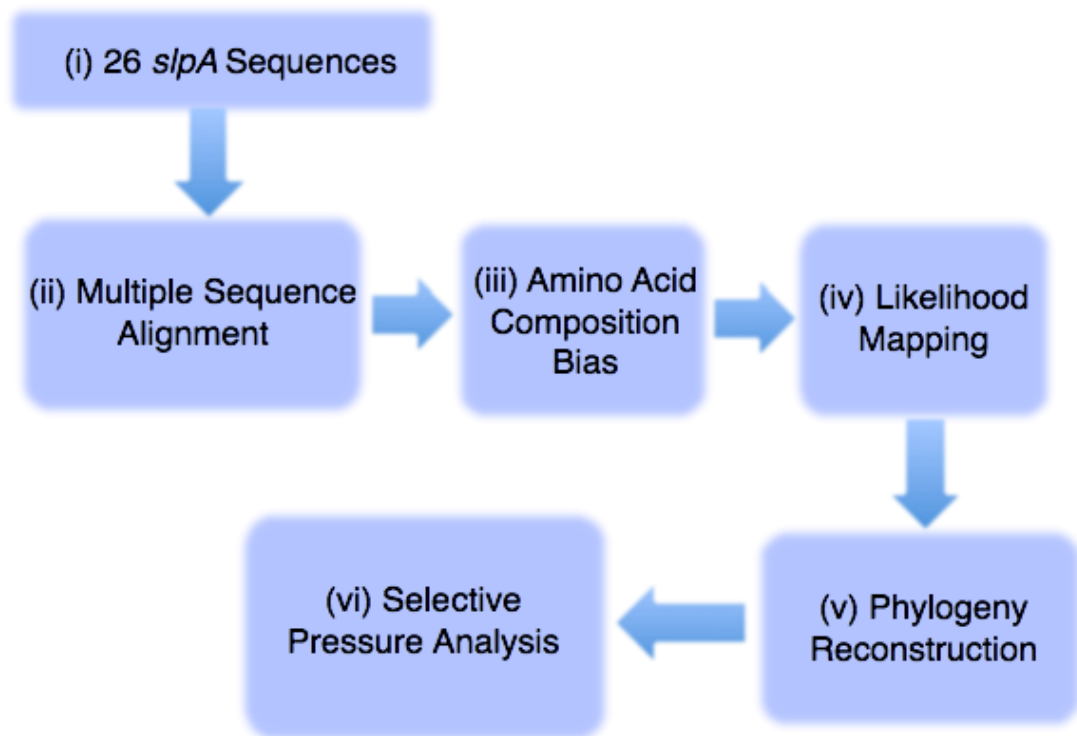 (i) 26 slpA Sequences
(ii) Multiple Sequence
Alignment
(iii) Amino Acid
Composition
Bias
(iv) Likelihood
Mapping
(v) Phylogeny
Reconstruction
(vi) Selective
Pressure Analysis